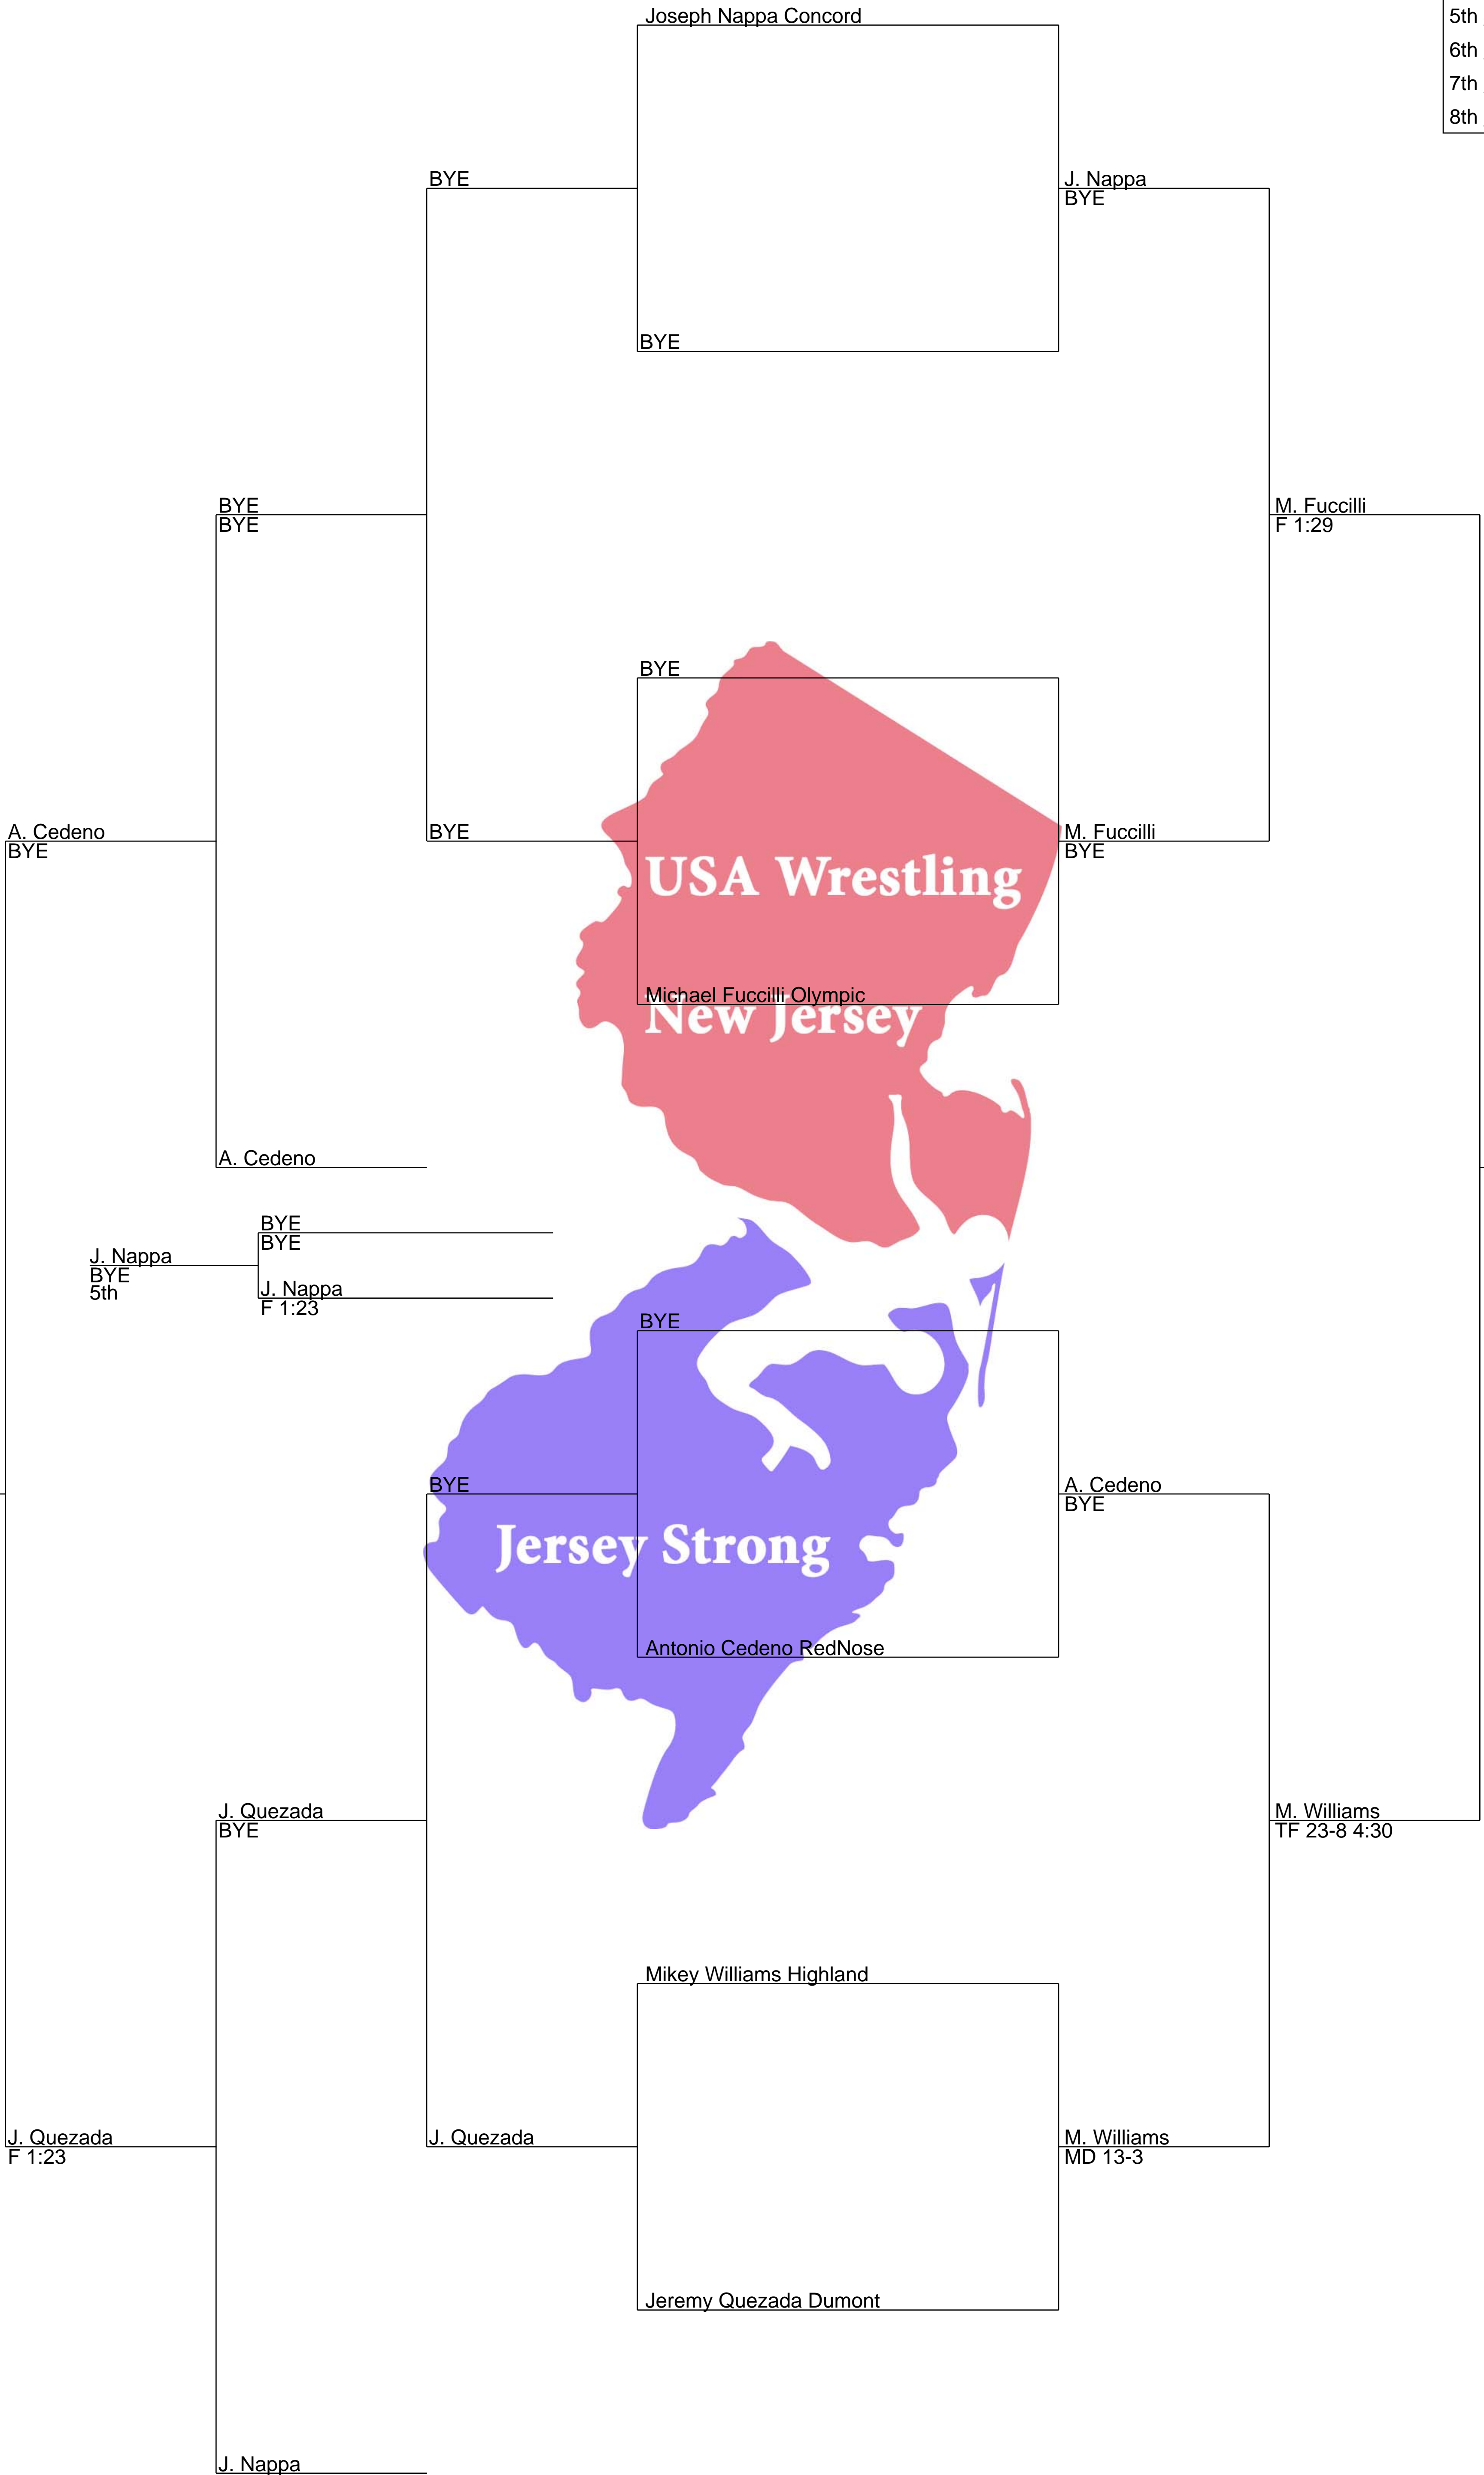 Joseph Nappa Concord
5th
6th
7th
8th
BYE
J. Nappa
BYE
BYE
BYE
BYE
M. Fuccilli
F 1:29
BYE
A. Cedeno
BYE
BYE
M. Fuccilli
BYE
USA Wrestling
Michael Fuccilli Olympic
New Jersey
A. Cedeno
BYE
BYE
J. Nappa
BYE
5th
J. Nappa
F 1:23
BYE
BYE
A. Cedeno
BYE
Jersey Strong
Antonio Cedeno RedNose
J. Quezada
BYE
M. Williams
TF 23-8 4:30
Mikey Williams Highland
J. Quezada
F 1:23
J. Quezada
M. Williams
MD 13-3
Jeremy Quezada Dumont
J. Nappa